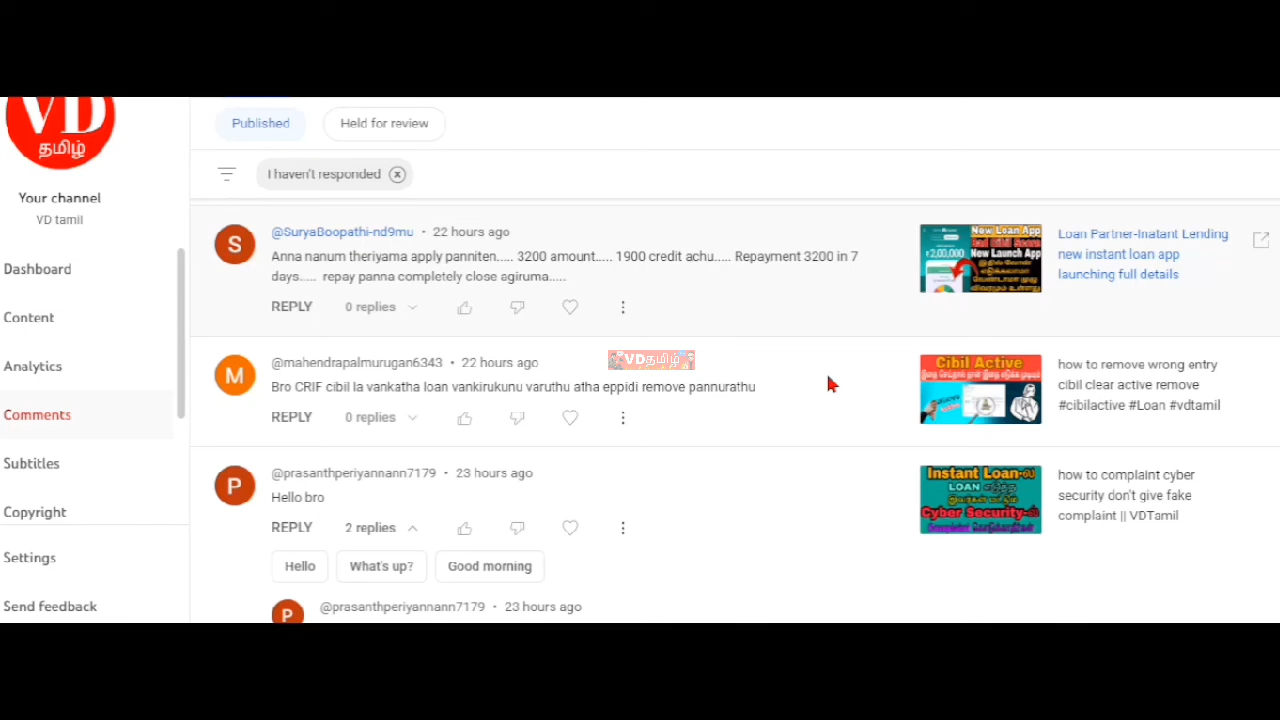 VD
தமிழ்
Your channel
VD tamil
Dashboard
Content
Analytics
Comments
Subtitles
Copyright
Settings
Send feedback
Published
Held for review
I haven't responded
S
@SuryaBoopathi-nd9mu • 22 hours ago
Anna nanum theriyama apply panniten..... 3200 amount..... 1900 credit achu..... Repayment 3200 in 7
days..... repay panna completely close agiruma.....
REPLY 0 replies
New Loan App
Bad Cibil Score
New Launch App
₹2,00,000
Loan Partner-Instant Lending
new instant loan app
launching full details
VDதமிழ்
M
@mahendrapalmurugan6343 • 22 hours ago
Bro CRIF cibil la vankatha loan vankirukunu varuthu atha eppidi remove pannurathu
REPLY 0 replies
Cibil Active
how to remove wrong entry
cibil clear active remove
#cibilactive #Loan #vdtamil
P
@prasanthperiyannann7179 • 23 hours ago
Hello bro
REPLY 2 replies
Hello
What's up?
Good morning
Instant Loan-ல்
LOAN
Cyber Security-ல்
how to complaint cyber
security don't give fake
complaint || VDTamil
P
@prasanthperiyannann7179 • 23 hours ago